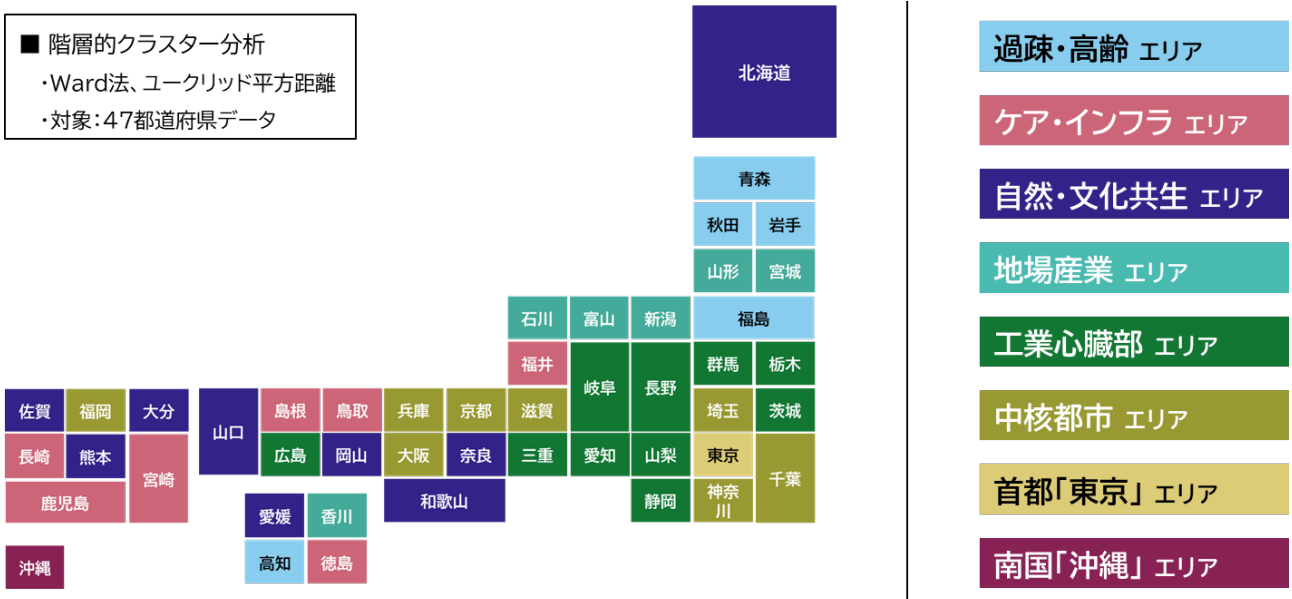 ■ 階層的クラスター分析
・Ward法、ユークリッド平方距離
・対象：47都道府県データ
北海道
青森
秋田 岩手
山形 宮城
石川 富山 新潟 福島
福井 岐阜 長野 群馬 栃木
佐賀 福岡 大分 山口 島根 鳥取 兵庫 京都 滋賀 埼玉 茨城
長崎 熊本 宮崎 広島 岡山 大阪 奈良 三重 愛知 山梨 東京 千葉
鹿児島 和歌山 静岡 神奈
川
愛媛 香川
沖縄 高知 徳島
過疎・高齢 エリア
ケア・インフラ エリア
自然・文化共生 エリア
地場産業 エリア
工業心臓部 エリア
中核都市 エリア
首都「東京」 エリア
南国「沖縄」 エリア